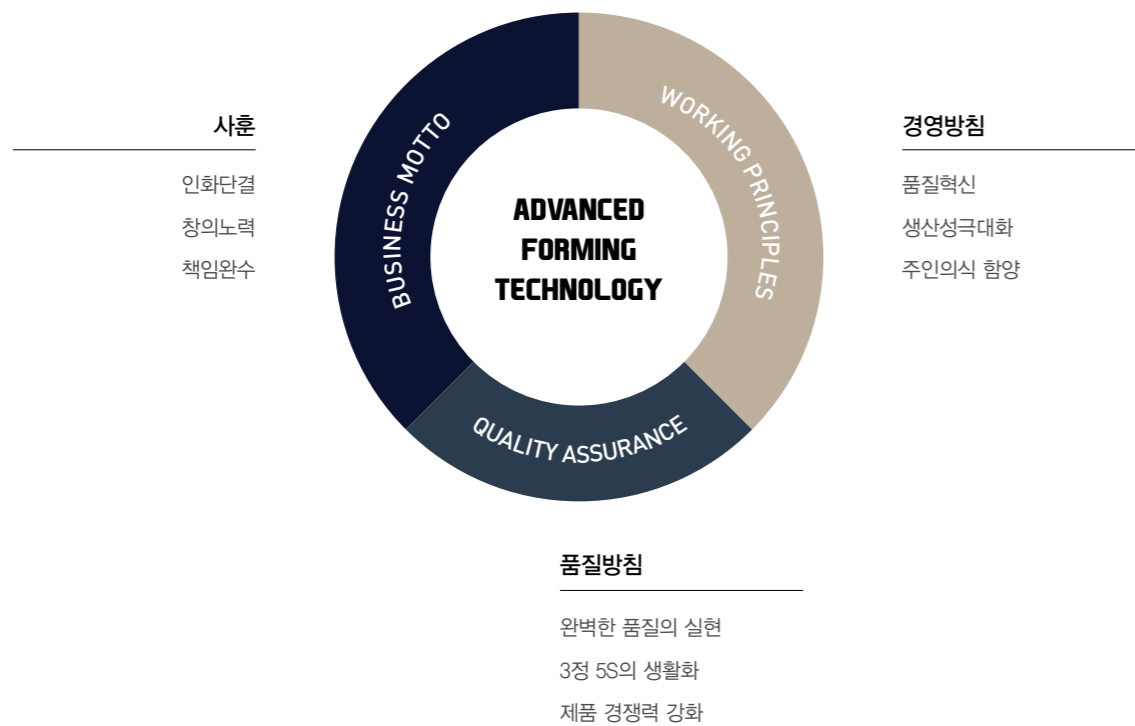 사훈
인화단결
창의노력
책임완수
BUSINESS MOTTO
WORKING PRINCIPLES
QUALITY ASSURANCE
ADVANCED
FORMING
TECHNOLOGY
경영방침
품질혁신
생산성극대화
주인의식 함양
품질방침
완벽한 품질의 실현
3정 5S의 생활화
제품 경쟁력 강화